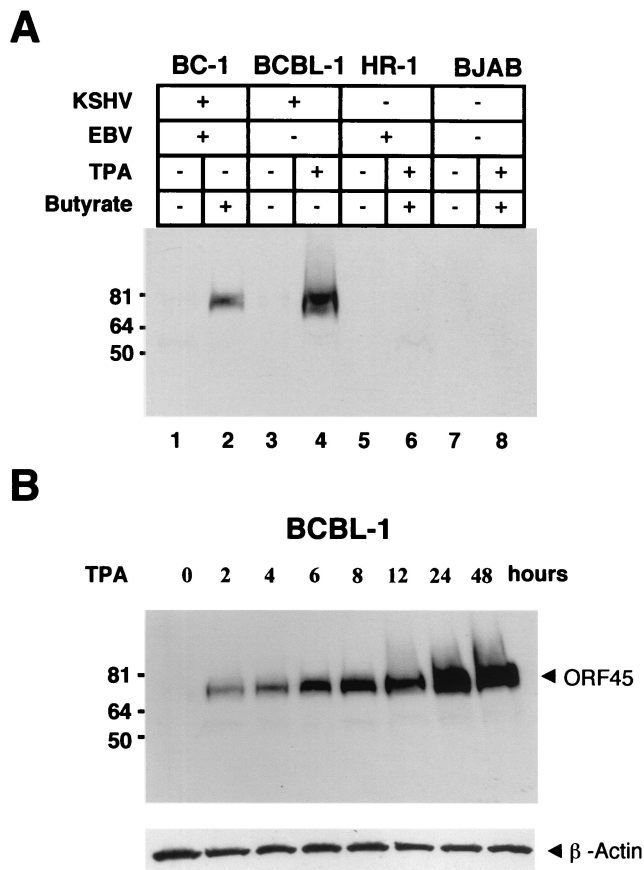 A
BC-1 BCBL-1 HR-1 BJAB
KSHV + + - -
EBV + - + -
TPA - - - + - + - +
Butyrate - + - - - + - +
81
64
50
1 2 3 4 5 6 7 8
B
BCBL-1
TPA 0 2 4 6 8 12 24 48 hours
81
ORF45
64
50
β -Actin